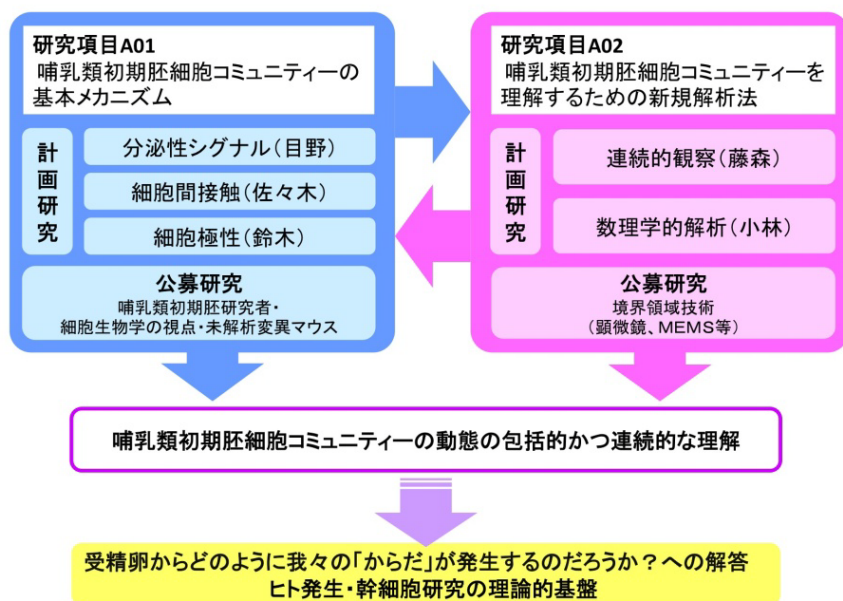 研究項目A01
哺乳類初期胚細胞コミュニティーの
基本メカニズム
計画研究
分泌性シグナル(目野)
細胞間接触(佐々木)
細胞極性(鈴木)
公募研究
哺乳類初期胚研究者・
細胞生物学の視点・未解析変異マウス
研究項目A02
哺乳類初期胚細胞コミュニティーを
理解するための新規解析法
計画研究
連続的観察(藤森)
数理学的解析(小林)
公募研究
境界領域技術
(顕微鏡、MEMS等)
哺乳類初期胚細胞コミュニティーの動態の包括的かつ連続的な理解
受精卵からどのように我々の「からだ」が発生するのだろうか？への解答
ヒト発生・幹細胞研究の理論的基盤